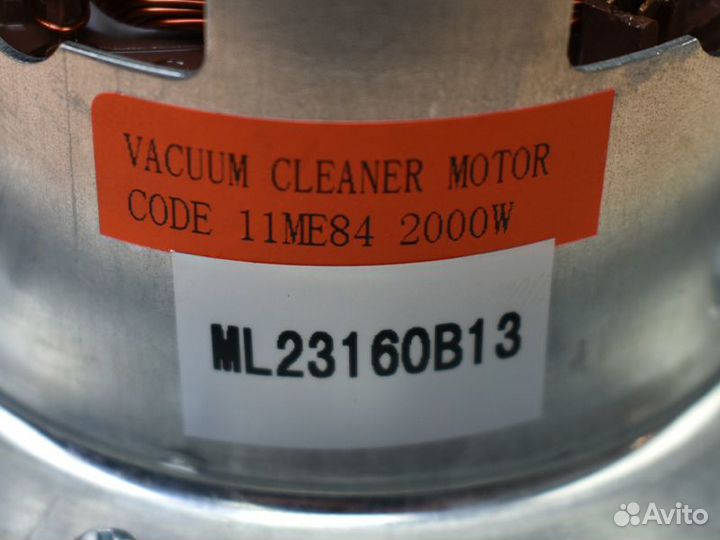 VACUUM CLEANER MOTOR
CODE 11ME84 2000W
ML23160B13
Avito